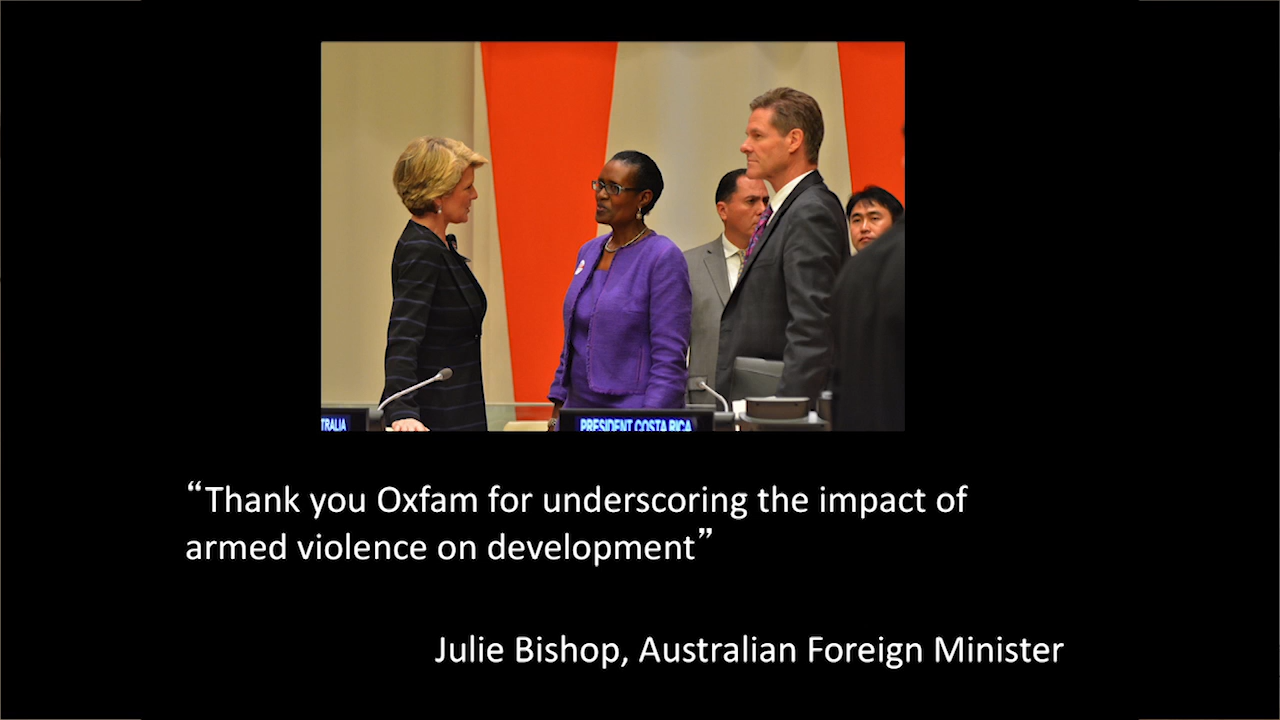 TRALIA
PRESIDENT COSTA RICA
“Thank you Oxfam for underscoring the impact of
armed violence on development”
Julie Bishop, Australian Foreign Minister